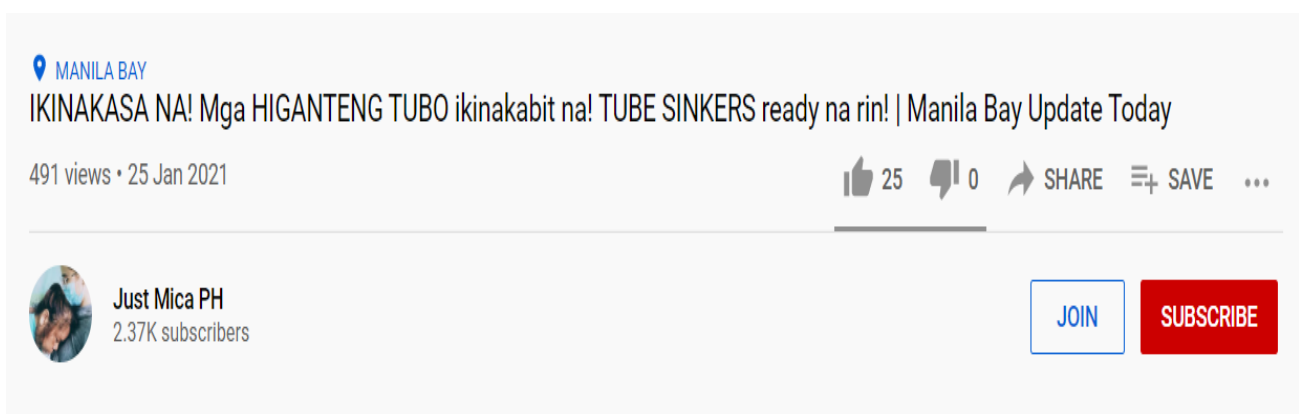 MANILA BAY
IKINAKASA NA! Mga HIGANTENG TUBO ikinakabit na! TUBE SINKERS ready na rin! | Manila Bay Update Today
491 views • 25 Jan 2021 25 0 SHARE SAVE ...
Just Mica PH
2.37K subscribers
JOIN SUBSCRIBE